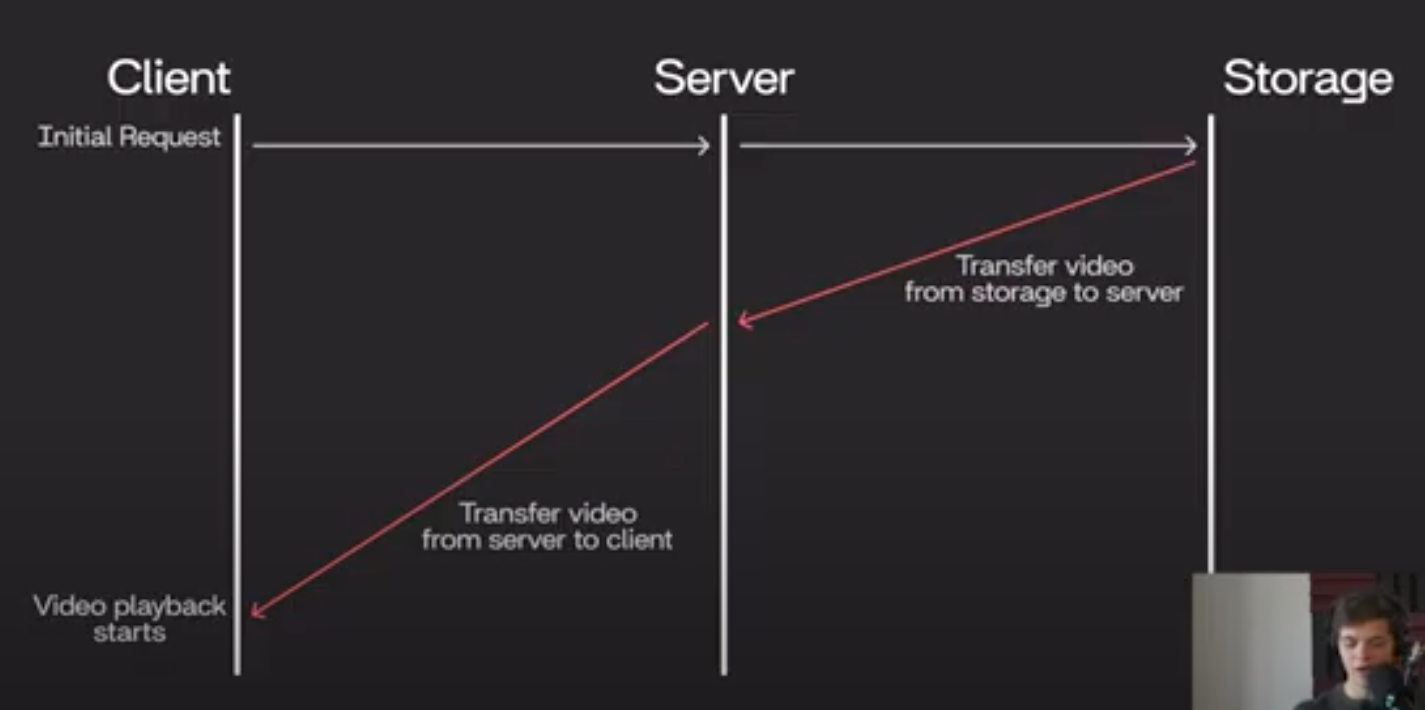 Client
Server
Storage
Initial Request
Transfer video
from storage to server
Transfer video
from server to client
Video playback
starts